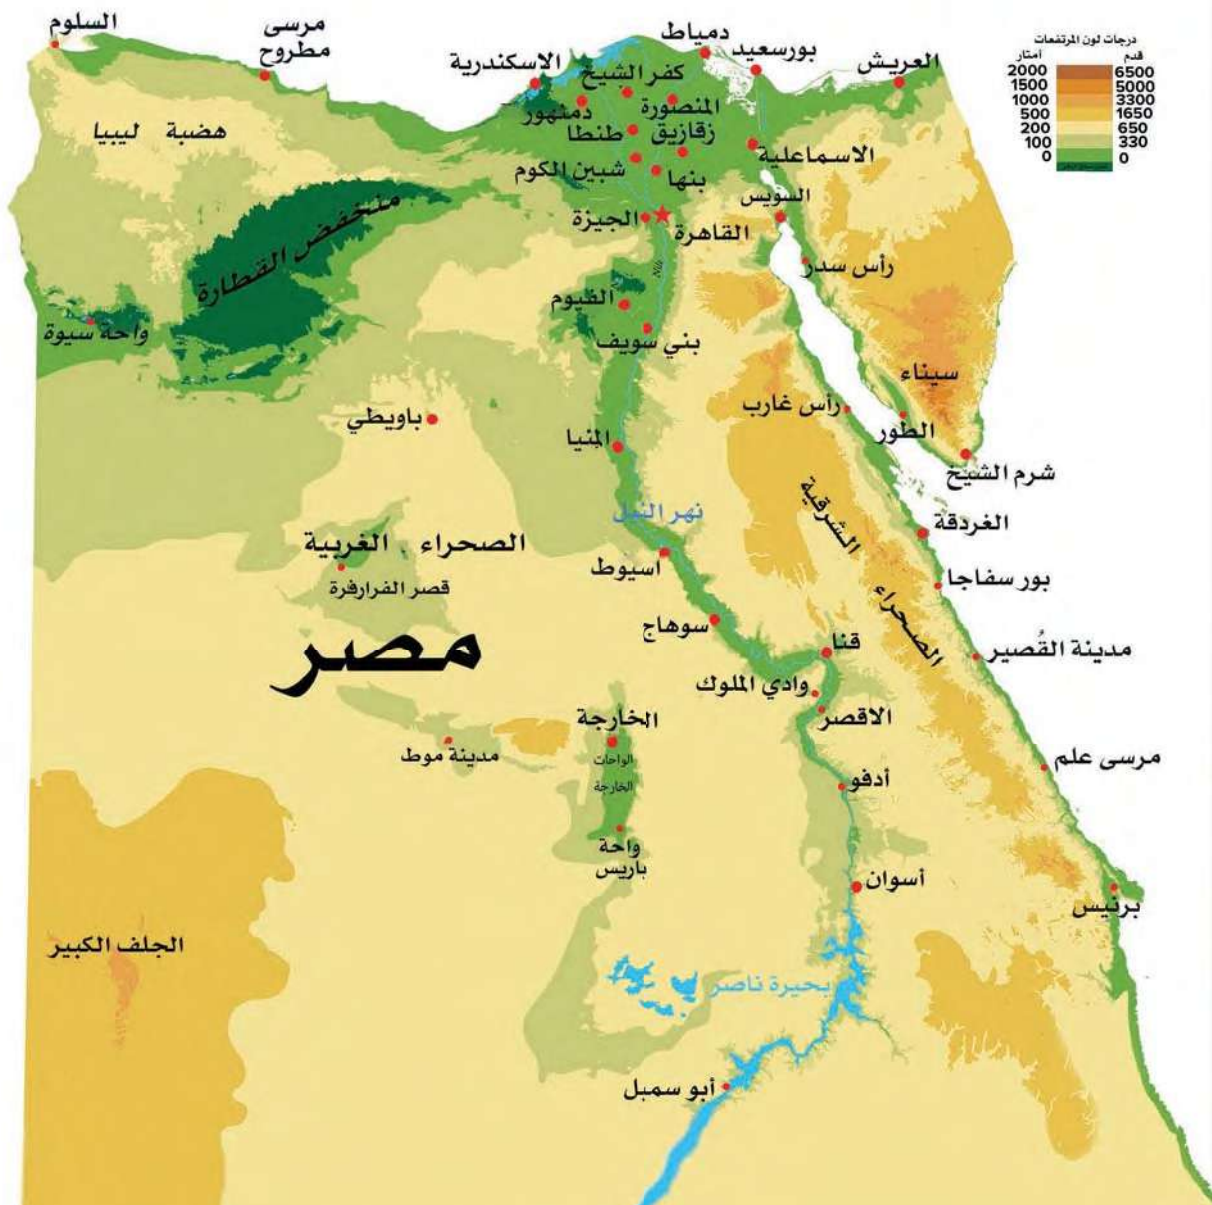 السلوم
مرسى
مطروح
الاسكندرية
دمياط
بورسعيد
العريش
درجات لون المرتفعات
أمتار
قدم
2000
6500
1500
5000
1000
3300
500
1650
200
650
100
330
0
0
كفر الشيخ
المنصورة
دمنهور
طنطا
زقازيق
الاسماعلية
هضبة ليبيا
شبين الكوم
بنها
السويس
منخفض القطارة
الجيزة
القاهرة
رأس سدر
Nile
الفيوم
واحة سيوة
بني سويف
سيناء
باويطي
رأس غارب
الطور
المنيا
شرم الشيخ
نهر النيل
الغردقة
الصحراء الغربية
الصحراء الشرقية
اسيوط
بور سفاجا
قصر الفرارفرة
سوهاج
قنا
مدينة القُصير
مصر
وادي الملوك
الخارجة
الاقصر
مدينة موط
الواحات
الخارجة
مرسى علم
أدفو
واحة
باريس
أسوان
برنيس
الجلف الكبير
بحيرة ناصر
أبو سمبل